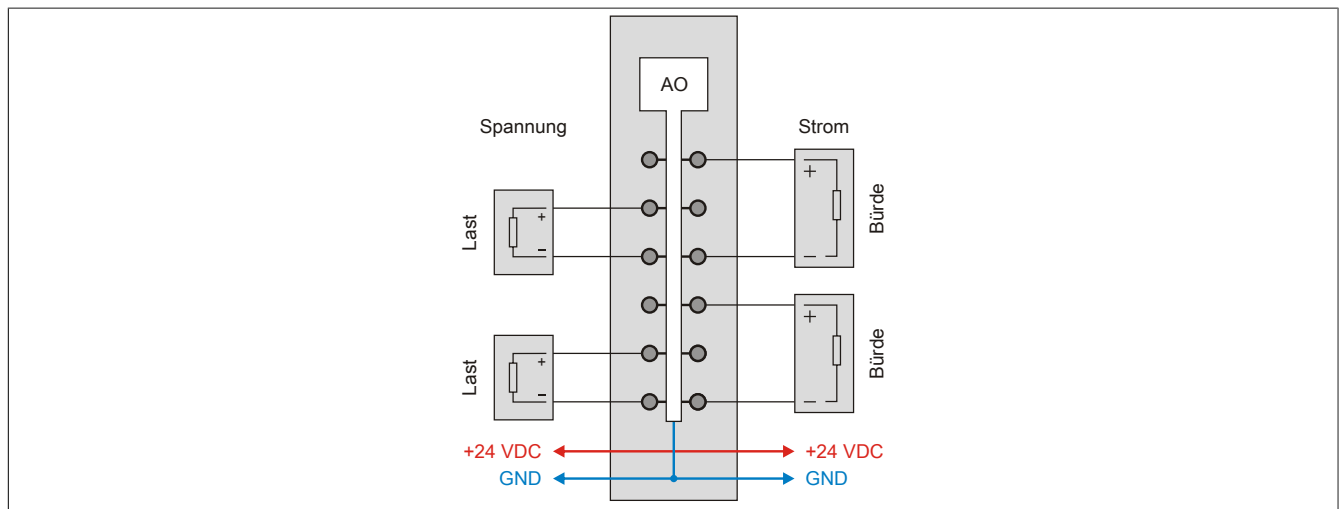 AO
Spannung
Strom
+
Bürde
Last
+
−
−
+
Bürde
Last
+
−
−
+24 VDC
+24 VDC
GND
GND